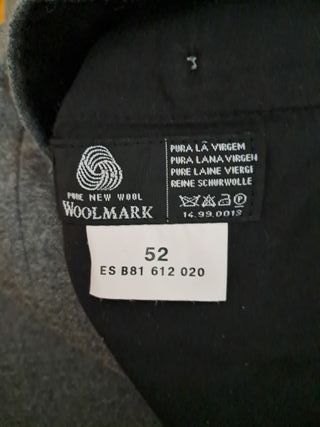 PURE NEW WOOL
WOOLMARK
PURA LÃ VIRGEM
PURA LANA VIRGEN
PURE LAINE VIERGE
REINE SCHURWOLLE
14.99.0013
52
ES B81 612 020